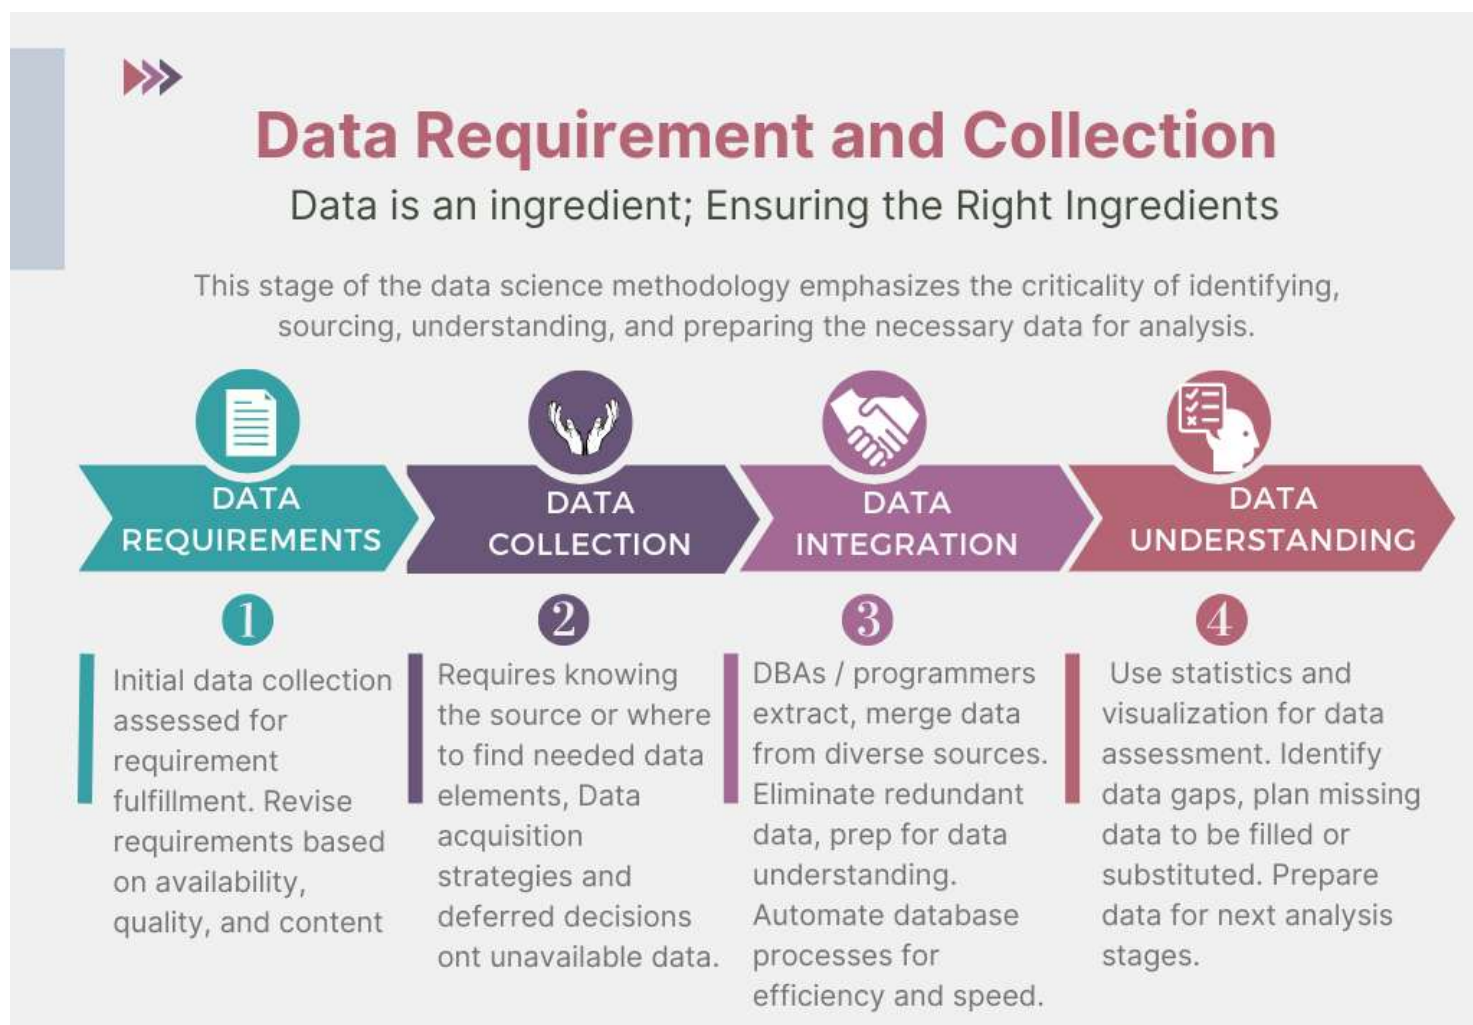 Data Requirement and Collection
Data is an ingredient; Ensuring the Right Ingredients
This stage of the data science methodology emphasizes the criticality of identifying,
sourcing, understanding, and preparing the necessary data for analysis.
DATA
REQUIREMENTS
1
Initial data collection
assessed for
requirement
fulfillment. Revise
requirements based
on availability,
quality, and content
DATA
COLLECTION
2
Requires knowing
the source or where
to find needed data
elements, Data
acquisition
strategies and
deferred decisions
ont unavailable data.
DATA
INTEGRATION
3
DBAs / programmers
extract, merge data
from diverse sources.
Eliminate redundant
data, prep for data
understanding.
Automate database
processes for
efficiency and speed.
DATA
UNDERSTANDING
4
Use statistics and
visualization for data
assessment. Identify
data gaps, plan missing
data to be filled or
substituted. Prepare
data for next analysis
stages.